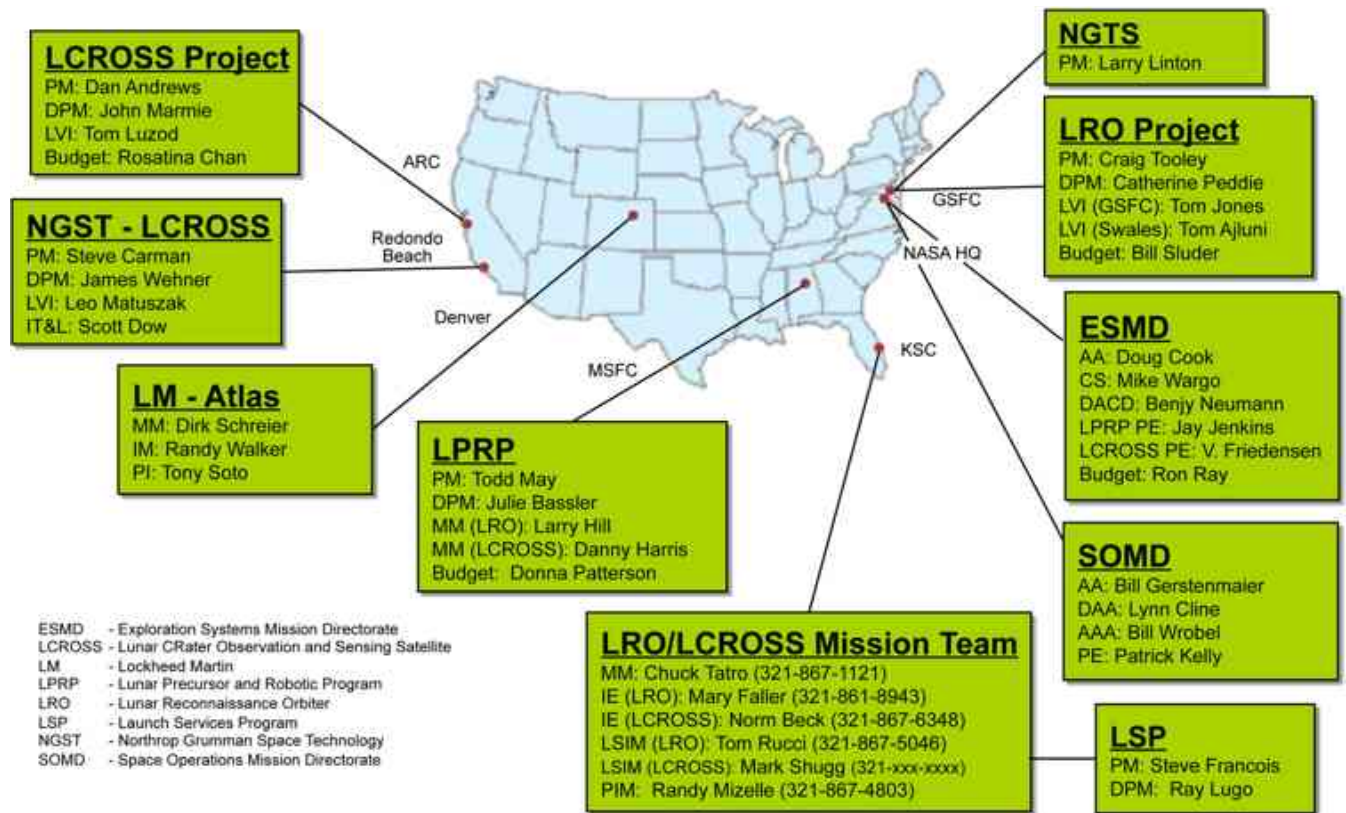 LCROSS Project
PM: Dan Andrews
DPM: John Marmie
LVI: Tom Luzod
Budget: Rosatina Chan
NGST - LCROSS
PM: Steve Carman
DPM: James Wehner
LVI: Leo Matuszak
IT&L: Scott Dow
LM - Atlas
MM: Dirk Schreier
IM: Randy Walker
PI: Tony Soto
ARC
Redondo
Beach
Denver
MSFC
KSC
GSFC
NASA HQ
NGTS
PM: Larry Linton
LRO Project
PM: Craig Tooley
DPM: Catherine Peddie
LVI (GSFC): Tom Jones
LVI (Swales): Tom Ajluni
Budget: Bill Sluder
ESMD
AA: Doug Cook
CS: Mike Wargo
DACD: Benjy Neumann
LPRP PE: Jay Jenkins
LCROSS PE: V. Friedensen
Budget: Ron Ray
LPRP
PM: Todd May
DPM: Julie Bassler
MM (LRO): Larry Hill
MM (LCROSS): Danny Harris
Budget: Donna Patterson
SOMD
AA: Bill Gerstenmaier
DAA: Lynn Cline
AAA: Bill Wrobel
PE: Patrick Kelly
LRO/LCROSS Mission Team
MM: Chuck Tatro (321-867-1121)
IE (LRO): Mary Faller (321-861-8943)
IE (LCROSS): Norm Beck (321-867-6348)
LSIM (LRO): Tom Rucci (321-867-5046)
LSIM (LCROSS): Mark Shugg (321-xxx-xxxx)
PIM: Randy Mizelle (321-867-4803)
LSP
PM: Steve Francois
DPM: Ray Lugo
ESMD - Exploration Systems Mission Directorate
LCROSS - Lunar CRater Observation and Sensing Satellite
LM - Lockheed Martin
LPRP - Lunar Precursor and Robotic Program
LRO - Lunar Reconnaissance Orbiter
LSP - Launch Services Program
NGST - Northrop Grumman Space Technology
SOMD - Space Operations Mission Directorate